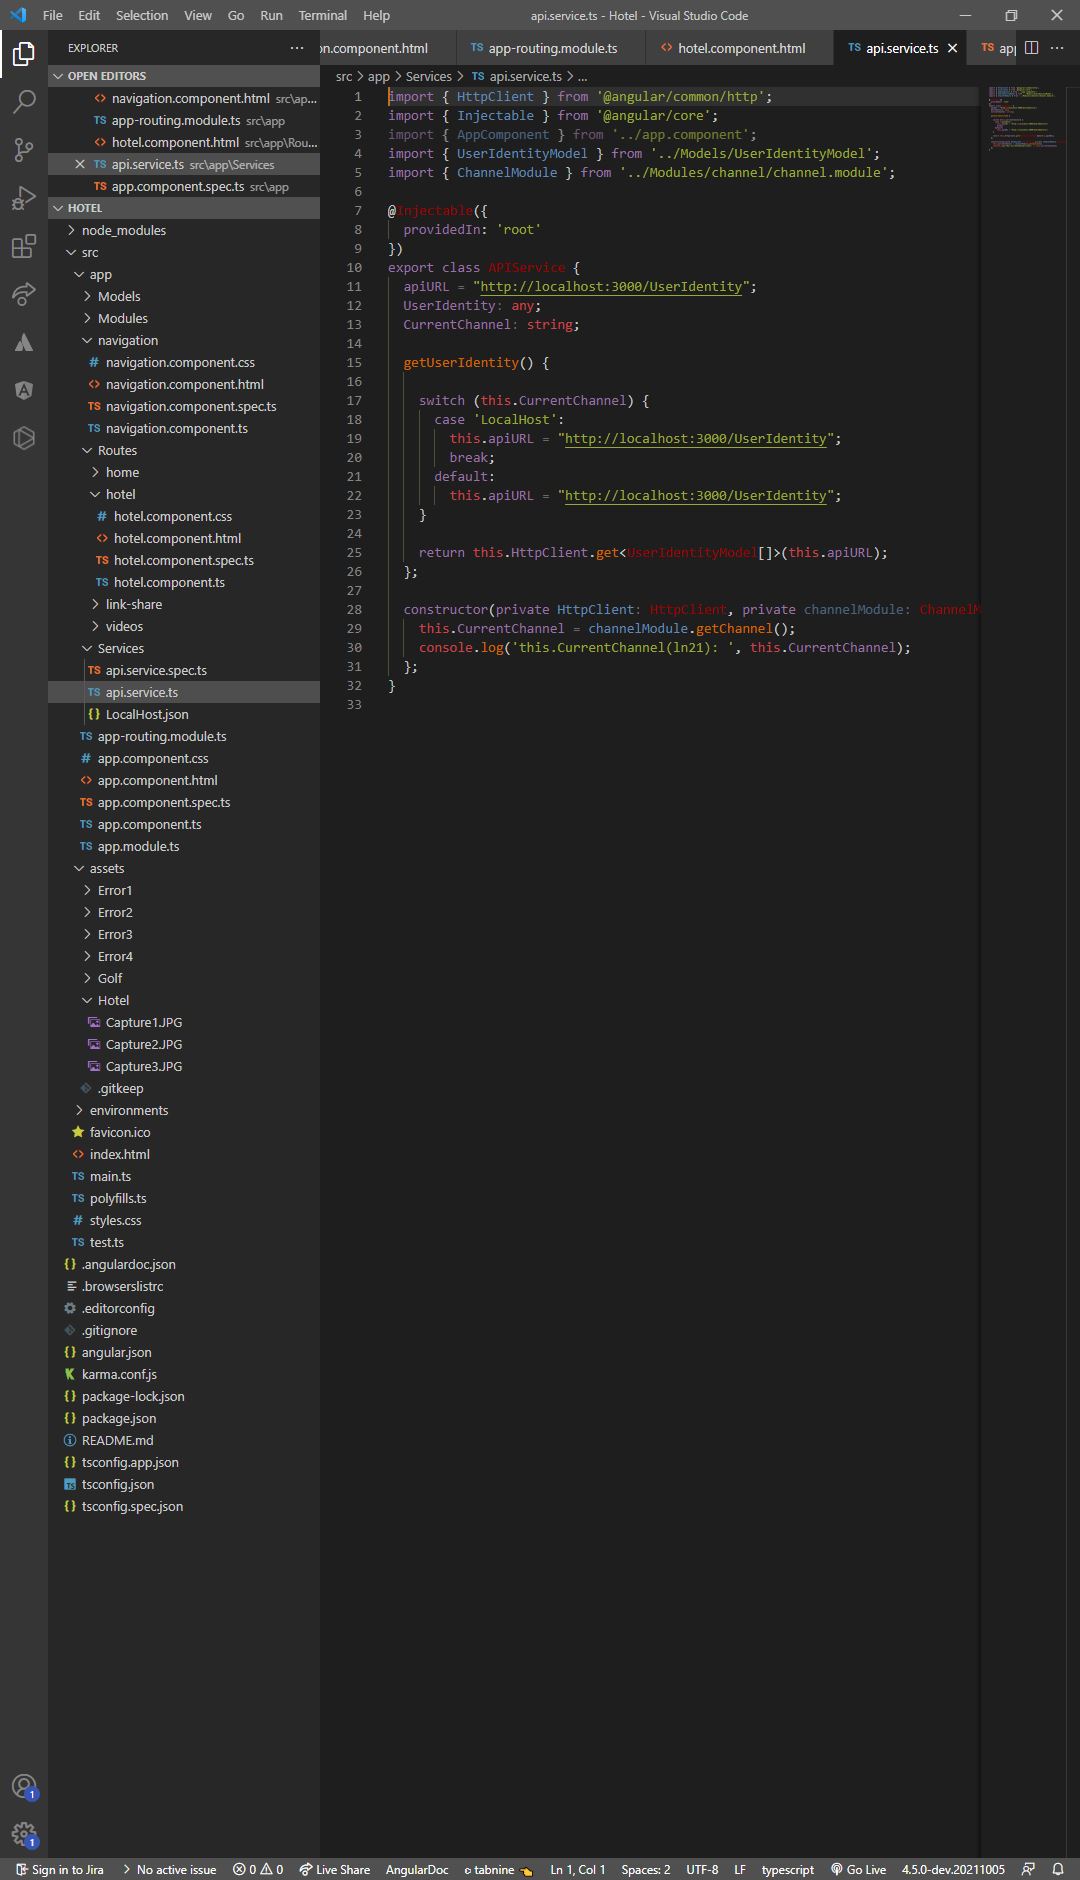 File Edit Selection View Go Run Terminal Help api.service.ts - Hotel - Visual Studio Code
EXPLORER ···
OPEN EDITORS
navigation.component.html src\ap...
TS app-routing.module.ts src\app
hotel.component.html src\app\Rou...
TS api.service.ts src\app\Services
TS app.component.spec.ts src\app
HOTEL
node_modules
src
app
Models
Modules
navigation
# navigation.component.css
navigation.component.html
TS navigation.component.spec.ts
TS navigation.component.ts
Routes
home
hotel
# hotel.component.css
hotel.component.html
TS hotel.component.spec.ts
TS hotel.component.ts
link-share
videos
Services
TS api.service.spec.ts
TS api.service.ts
{} LocalHost.json
TS app-routing.module.ts
# app.component.css
app.component.html
TS app.component.spec.ts
TS app.component.ts
TS app.module.ts
assets
Error1
Error2
Error3
Error4
Golf
Hotel
Capture1.JPG
Capture2.JPG
Capture3.JPG
.gitkeep
environments
favicon.ico
index.html
TS main.ts
TS polyfills.ts
# styles.css
TS test.ts
{} .angulardoc.json
.browserslistrc
.editorconfig
.gitignore
{} angular.json
karma.conf.js
{} package-lock.json
{} package.json
README.md
{} tsconfig.app.json
TS tsconfig.json
{} tsconfig.spec.json
on.component.html TS app-routing.module.ts <> hotel.component.html TS api.service.ts TS app ···
src > app > Services > TS api.service.ts > ...
1 import { HttpClient } from '@angular/common/http';
2 import { Injectable } from '@angular/core';
3 import { AppComponent } from '../app.component';
4 import { UserIdentityModel } from '../Models/UserIdentityModel';
5 import { ChannelModule } from '../Modules/channel/channel.module';
6
7 @Injectable({
8 providedIn: 'root'
9 })
10 export class APIService {
11 apiURL = "http://localhost:3000/UserIdentity";
12 UserIdentity: any;
13 CurrentChannel: string;
14
15 getUserIdentity() {
16
17 switch (this.CurrentChannel) {
18 case 'LocalHost':
19 this.apiURL = "http://localhost:3000/UserIdentity";
20 break;
21 default:
22 this.apiURL = "http://localhost:3000/UserIdentity";
23 }
24
25 return this.HttpClient.get<UserIdentityModel[]>(this.apiURL);
26 };
27
28 constructor(private HttpClient: HttpClient, private channelModule: ChannelM
29 this.CurrentChannel = channelModule.getChannel();
30 console.log('this.CurrentChannel(ln21): ', this.CurrentChannel);
31 };
32 }
33
1
1
Sign in to Jira > No active issue 0 0 Live Share AngularDoc tabnine Ln 1, Col 1 Spaces: 2 UTF-8 LF typescript Go Live 4.5.0-dev.20211005